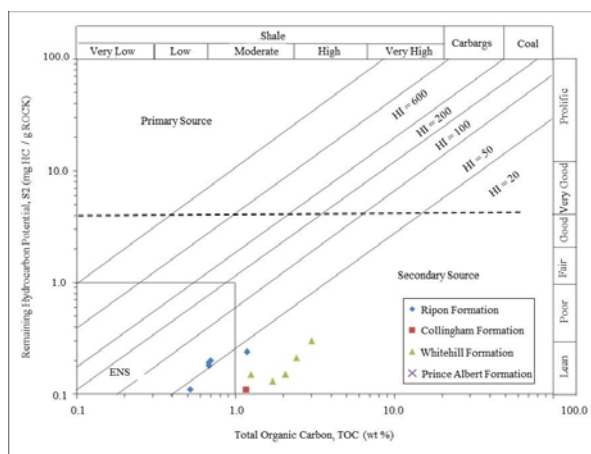 Shale
Very Low
Low
Moderate
High
Very High
Carbargs
Coal
100.0
10.0
1.0
0.1
Remaining Hydrocarbon Potential, S2 (mg HC / g ROCK)
Primary Source
HI = 600
HI = 200
HI = 100
HI = 50
HI = 20
Secondary Source
ENS
Ripon Formation
Collingham Formation
Whitehill Formation
Prince Albert Formation
Prolific
Very Good
Good
Fair
Poor
Lean
0.1
1.0
10.0
100.0
Total Organic Carbon, TOC (wt %)